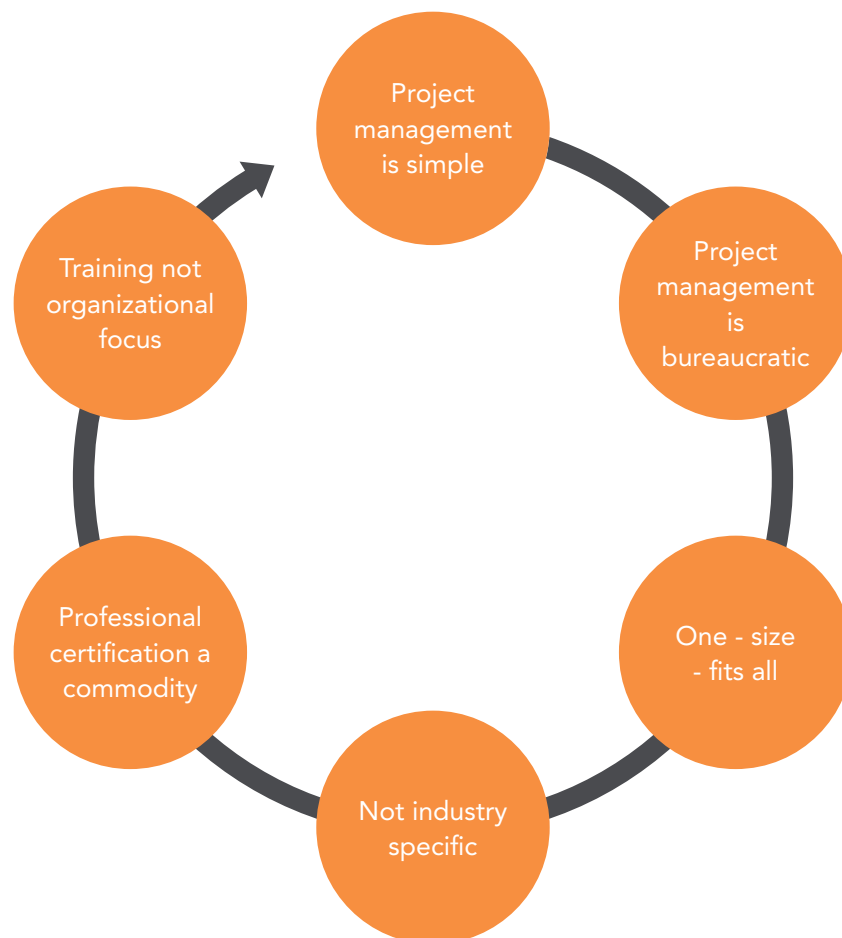 Project
management
is simple
Project
management
is
bureaucratic
One - size
- fits all
Not industry
specific
Professional
certification a
commodity
Training not
organizational
focus